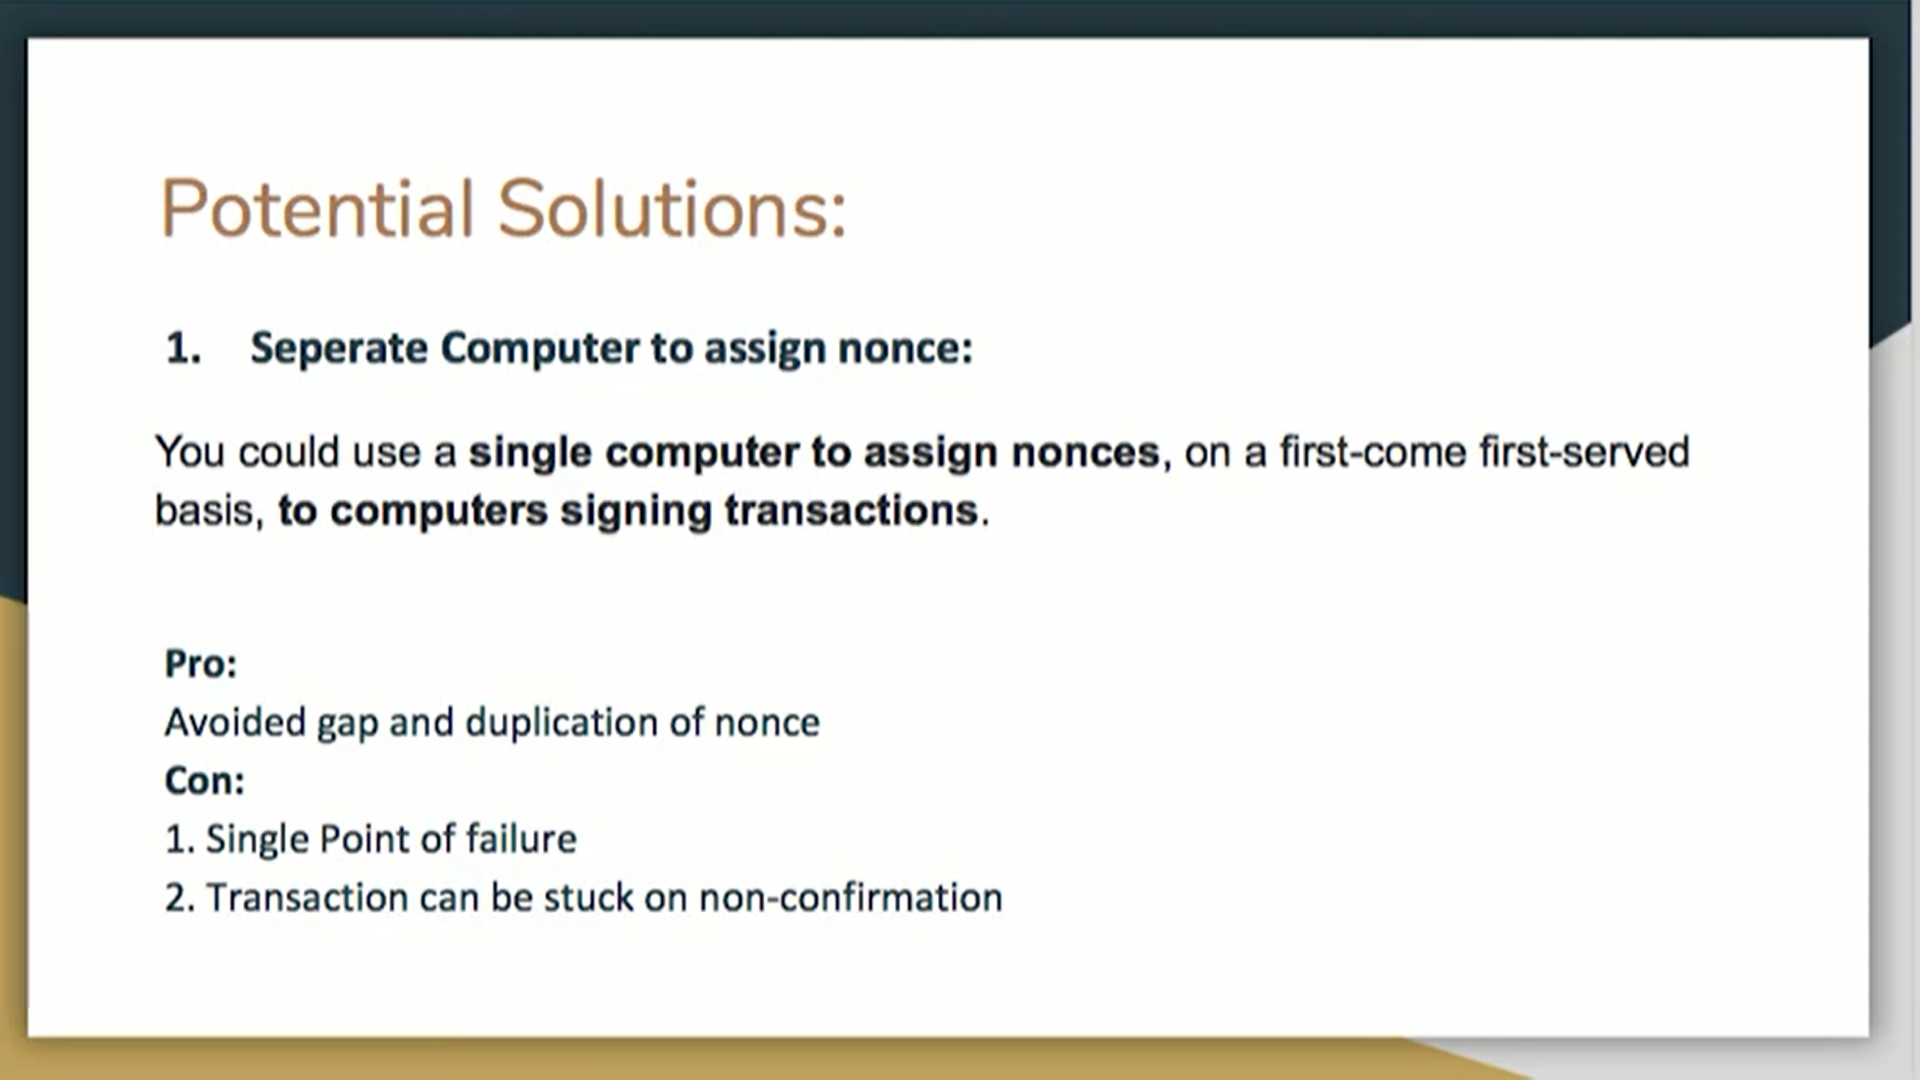 Potential Solutions:
1. Seperate Computer to assign nonce:
You could use a single computer to assign nonces, on a first-come first-served
basis, to computers signing transactions.
Pro:
Avoided gap and duplication of nonce
Con:
1. Single Point of failure
2. Transaction can be stuck on non-confirmation